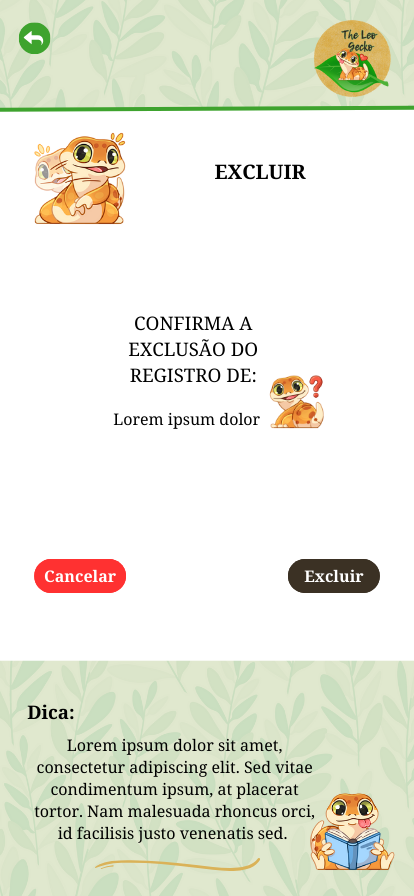 The Leo
Gecko
EXCLUIR
CONFIRMA A
EXCLUSÃO DO
REGISTRO DE:
Lorem ipsum dolor
?
Cancelar
Excluir
Dica:
Lorem ipsum dolor sit amet,
consectetur adipiscing elit. Sed vitae
condimentum ipsum, at placerat
tortor. Nam malesuada rhoncus orci,
id facilisis justo venenatis sed.